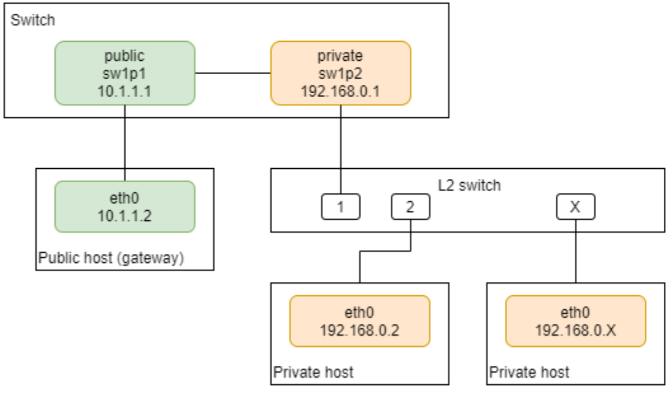 Switch
public
sw1p1
10.1.1.1
private
sw1p2
192.168.0.1
eth0
10.1.1.2
Public host (gateway)
L2 switch
1
2
X
eth0
192.168.0.2
Private host
eth0
192.168.0.X
Private host